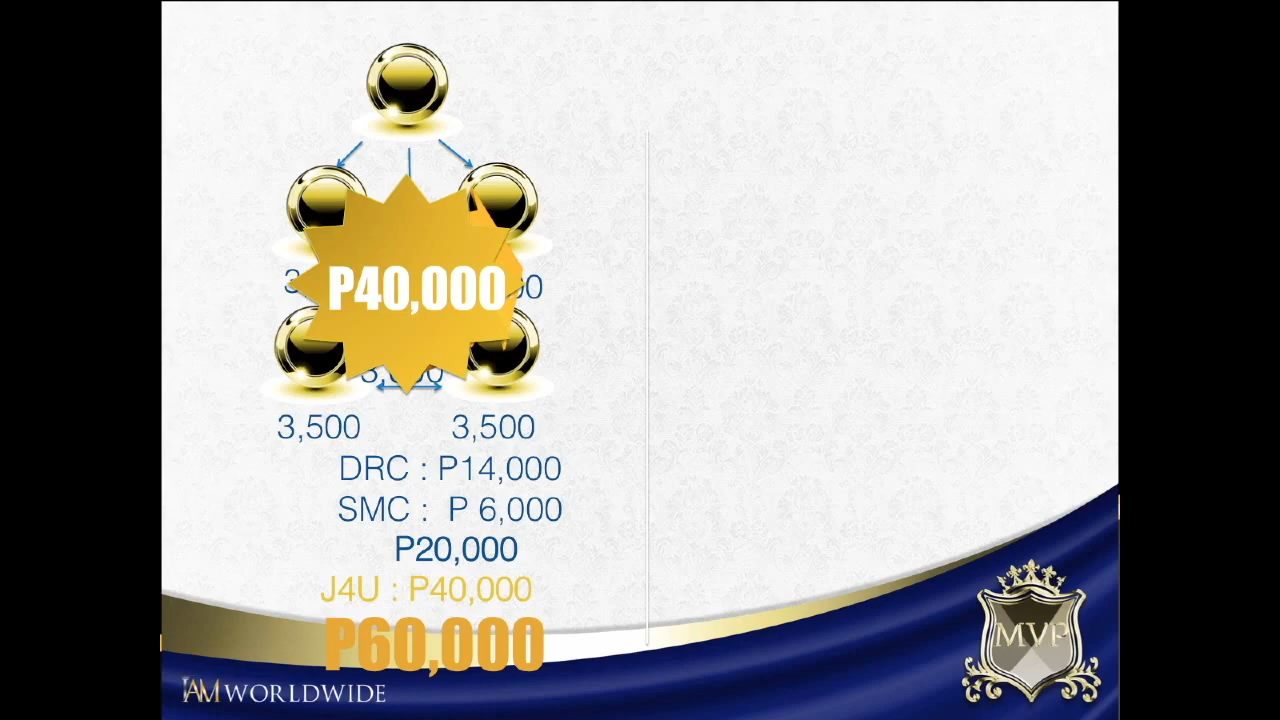 P40,000
3,500 3,500
DRC : P14,000
SMC : P 6,000
P20,000
J4U : P40,000
P60,000
IAM WORLDWIDE
MVP